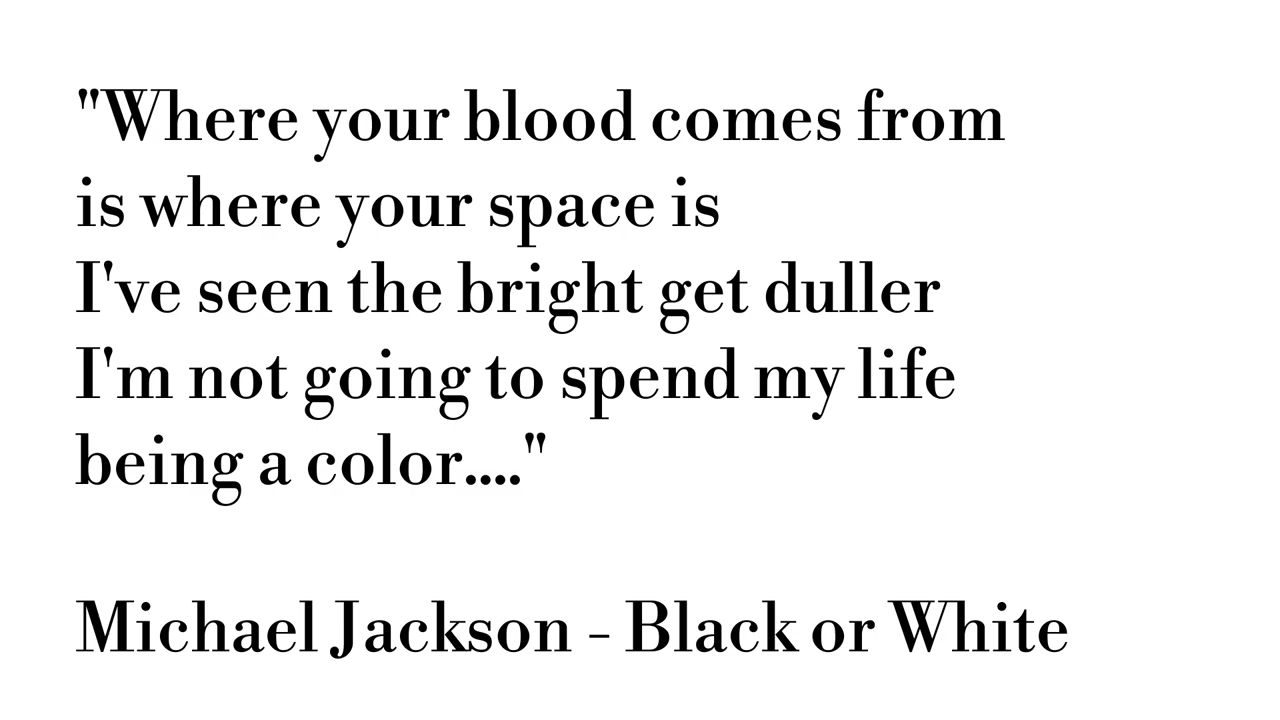 "Where your blood comes from
is where your space is
I've seen the bright get duller
I'm not going to spend my life
being a color...."
Michael Jackson - Black or White